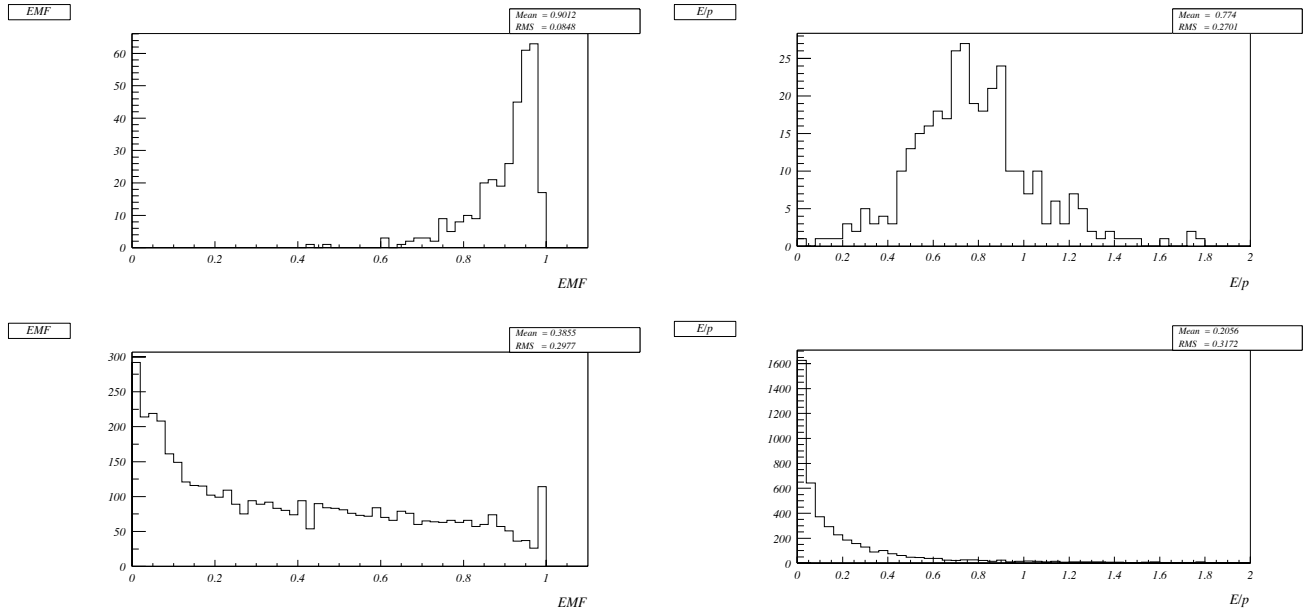 EMF
Mean = 0.9012
RMS = 0.0848
60
50
40
30
20
10
0
0 0.2 0.4 0.6 0.8 1
EMF
E/p
Mean = 0.774
RMS = 0.2701
25
20
15
10
5
0
0 0.2 0.4 0.6 0.8 1 1.2 1.4 1.6 1.8 2
E/p
EMF
Mean = 0.3855
RMS = 0.2977
300
250
200
150
100
50
0
0 0.2 0.4 0.6 0.8 1
EMF
E/p
Mean = 0.2056
RMS = 0.3172
1600
1400
1200
1000
800
600
400
200
0
0 0.2 0.4 0.6 0.8 1 1.2 1.4 1.6 1.8 2
E/p